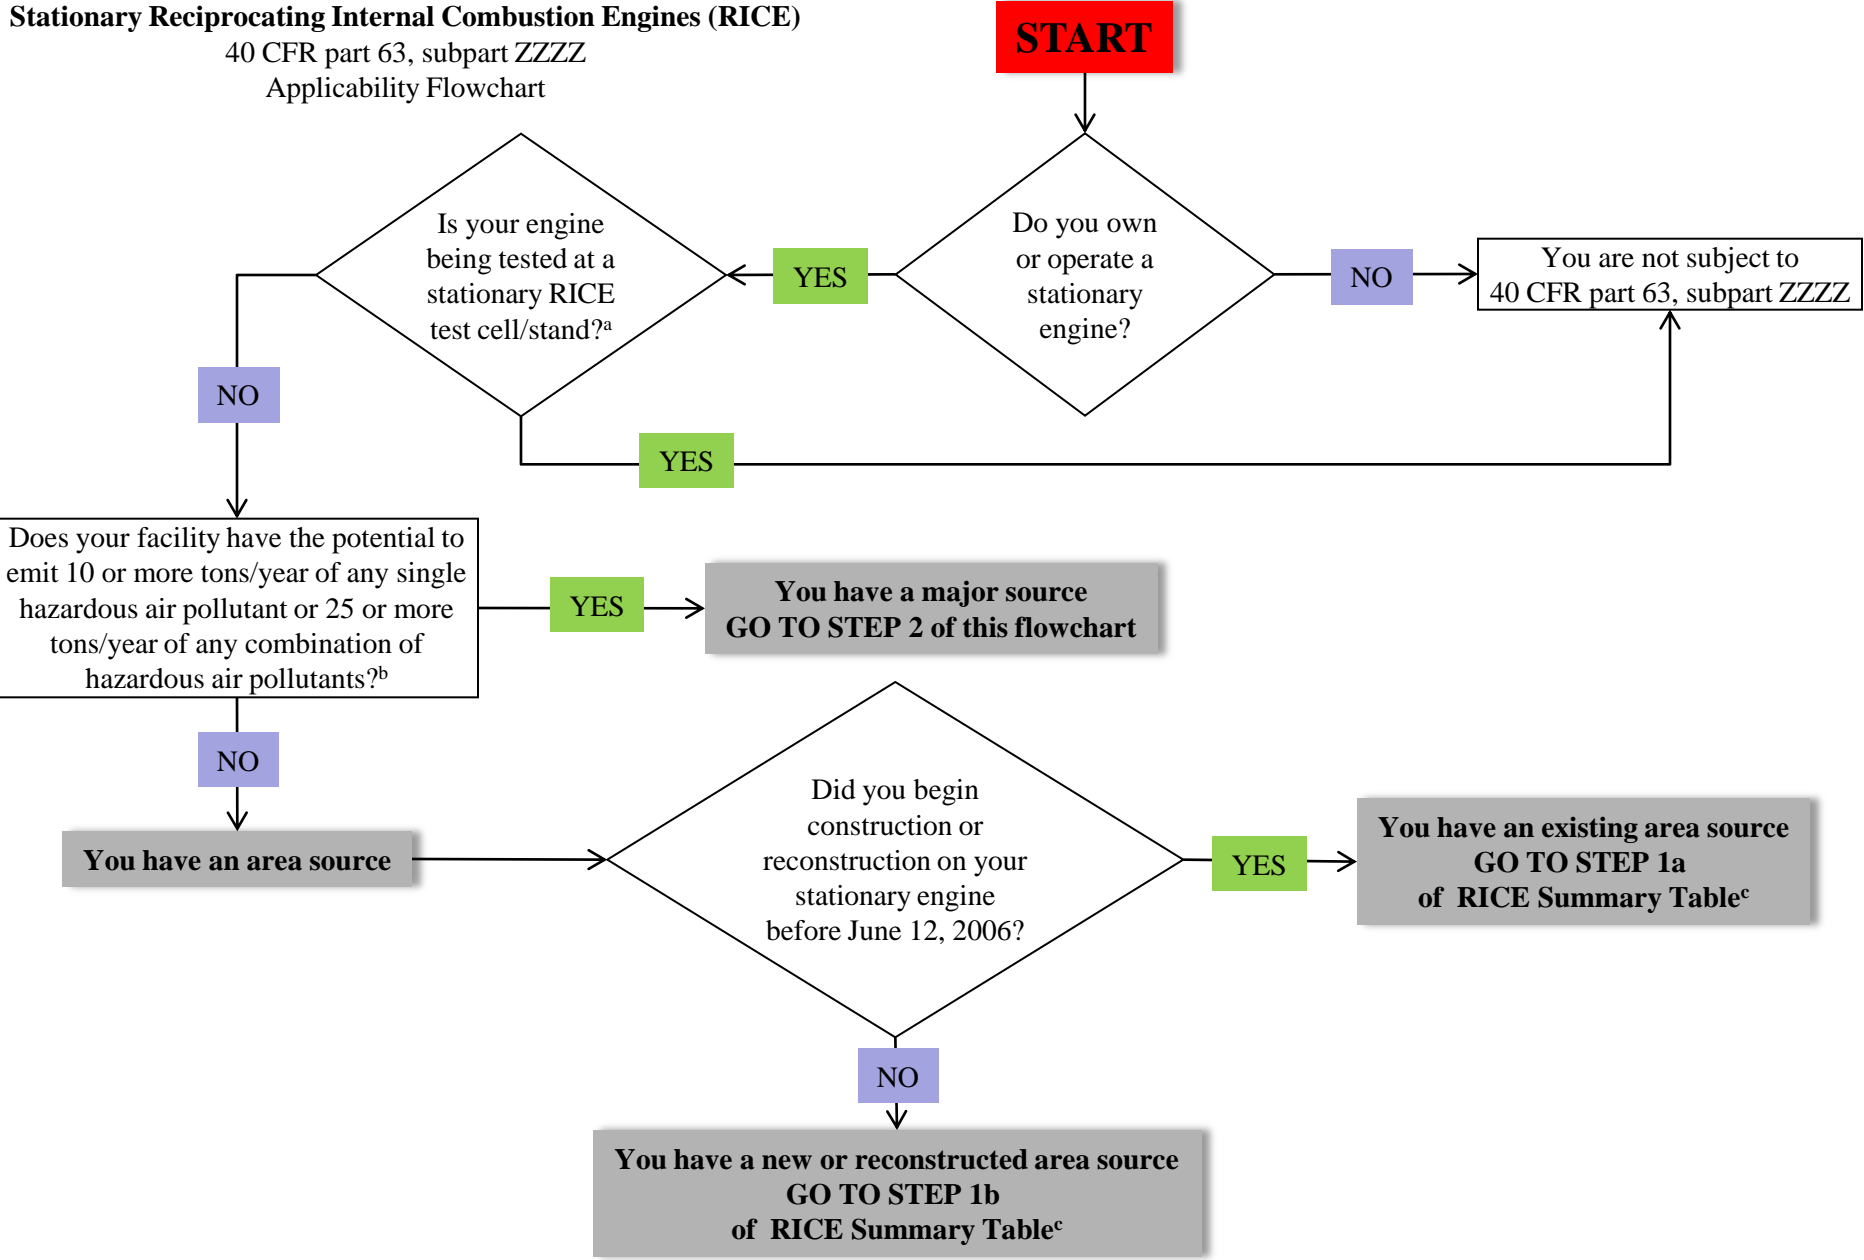 Stationary Reciprocating Internal Combustion Engines (RICE)
40 CFR part 63, subpart ZZZZ
Applicability Flowchart
START
Do you own
or operate a
stationary
engine?
NO
You are not subject to
40 CFR part 63, subpart ZZZZ
YES
Is your engine
being tested at a
stationary RICE
test cell/stand?ᵃ
YES
NO
Does your facility have the potential to
emit 10 or more tons/year of any single
hazardous air pollutant or 25 or more
tons/year of any combination of
hazardous air pollutants?ᵇ
YES
You have a major source
GO TO STEP 2 of this flowchart
NO
You have an area source
Did you begin
construction or
reconstruction on your
stationary engine
before June 12, 2006?
YES
You have an existing area source
GO TO STEP 1a
of RICE Summary Tableᶜ
NO
You have a new or reconstructed area source
GO TO STEP 1b
of RICE Summary Tableᶜ